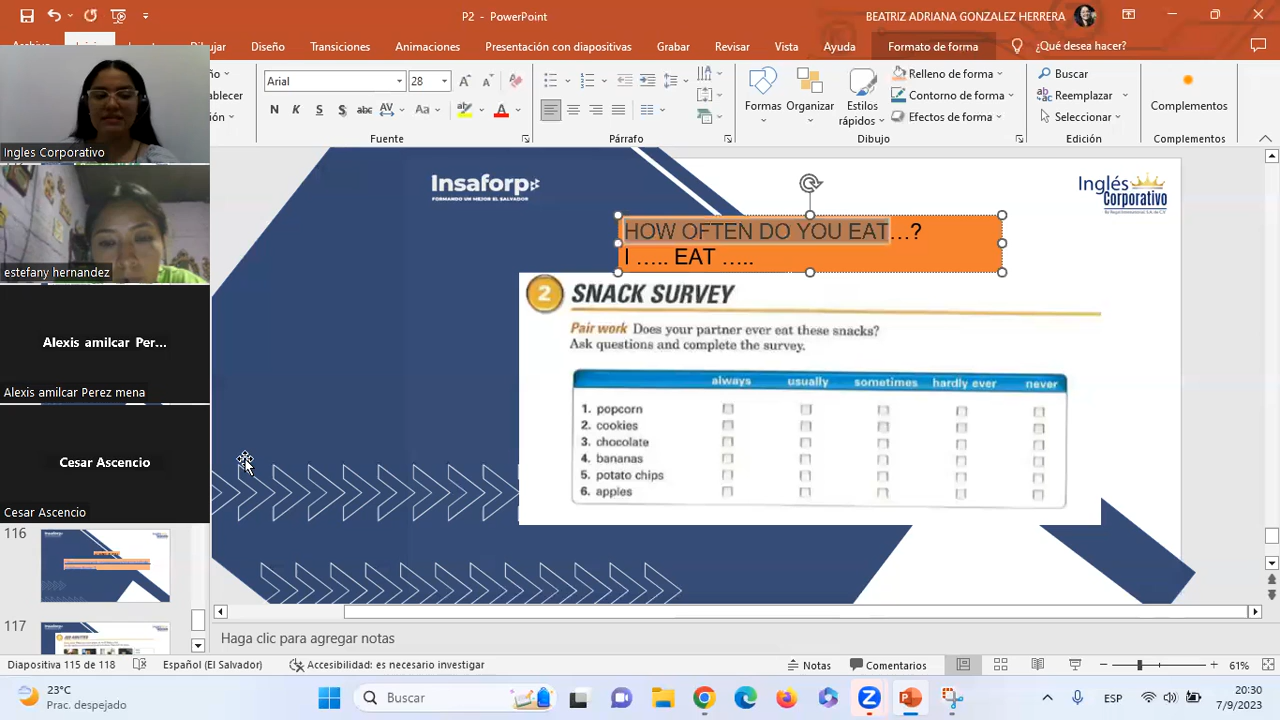 P2 - PowerPoint
BEATRIZ ADRIANA GONZALEZ HERRERA
Dibujar Diseño Transiciones Animaciones Presentación con diapositivas Grabar Revisar Vista Ayuda Formato de forma ¿Qué desea hacer?
Arial 28
Formas Organizar Estilos rápidos
Relleno de forma
Contorno de forma
Efectos de forma
Buscar
Reemplazar
Seleccionar
Complementos
Fuente Párrafo Dibujo Edición Complementos
Ingles Corporativo
estefany hernandez
Alexis amilcar Per...
Alexis amilcar Perez mena
Cesar Ascencio
Cesar Ascencio
116
117
Insaforp
FORMANDO UN MEJOR EL SALVADOR
Inglés
Corporativo
HOW OFTEN DO YOU EAT…?
I ….. EAT …..
2 SNACK SURVEY
Pair work Does your partner ever eat these snacks?
Ask questions and complete the survey.
always usually sometimes hardly ever never
1. popcorn
2. cookies
3. chocolate
4. bananas
5. potato chips
6. apples
Haga clic para agregar notas
Diapositiva 115 de 118 Español (El Salvador) Accesibilidad: es necesario investigar Notas Comentarios 61%
23°C
Prac. despejado
Buscar
ESP
20:30
7/9/2023